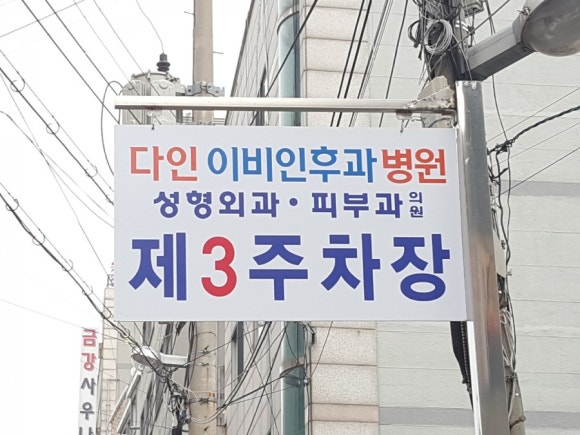 다인 이비인후과병원
성형외과·피부과의원
제3주차장
금강사우나